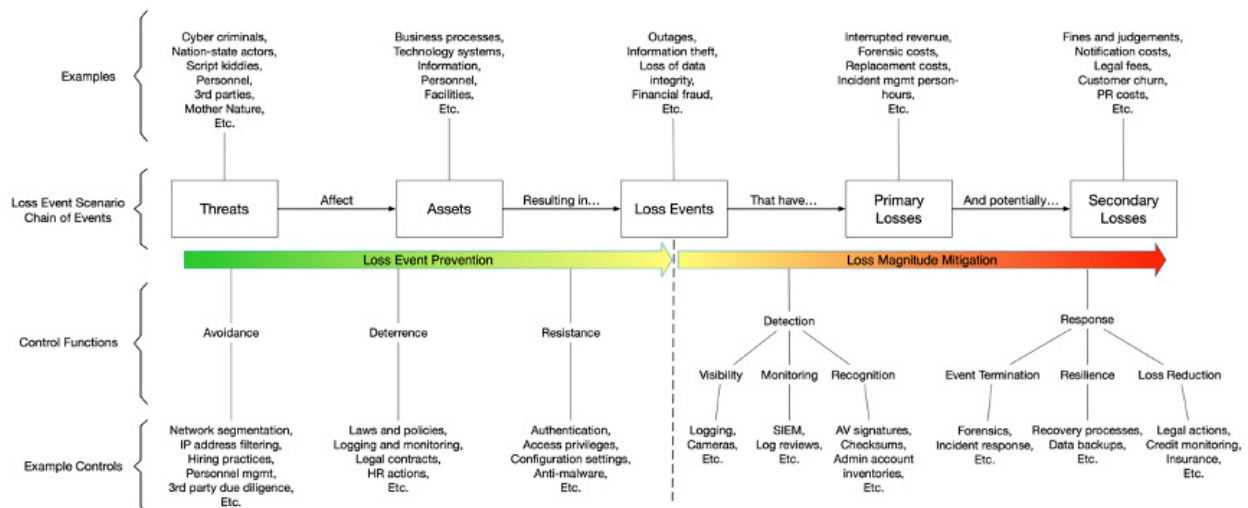 Examples
Cyber criminals,
Nation-state actors,
Script kiddies,
Personnel,
3rd parties,
Mother Nature,
Etc.
Business processes,
Technology systems,
Information,
Personnel,
Facilities,
Etc.
Outages,
Information theft,
Loss of data
integrity,
Financial fraud,
Etc.
Interrupted revenue,
Forensic costs,
Replacement costs,
Incident mgmt person-
hours,
Etc.
Fines and judgements,
Notification costs,
Legal fees,
Customer churn,
PR costs,
Etc.
Loss Event Scenario
Chain of Events
Threats
Affect
Assets
Resulting in...
Loss Events
That have...
Primary
Losses
And potentially...
Secondary
Losses
Loss Event Prevention
Loss Magnitude Mitigation
Control Functions
Avoidance
Deterrence
Resistance
Detection
Response
Visibility
Monitoring
Recognition
Event Termination
Resilience
Loss Reduction
Example Controls
Network segmentation,
IP address filtering,
Hiring practices,
Personnel mgmt,
3rd party due diligence,
Etc.
Laws and policies,
Logging and monitoring,
Legal contracts,
HR actions,
Etc.
Authentication,
Access privileges,
Configuration settings,
Anti-malware,
Etc.
Logging,
Cameras,
Etc.
SIEM,
Log reviews,
Etc.
AV signatures,
Checksums,
Admin account
inventories,
Etc.
Forensics,
Incident response,
Etc.
Recovery processes,
Data backups,
Etc.
Legal actions,
Credit monitoring,
Insurance,
Etc.